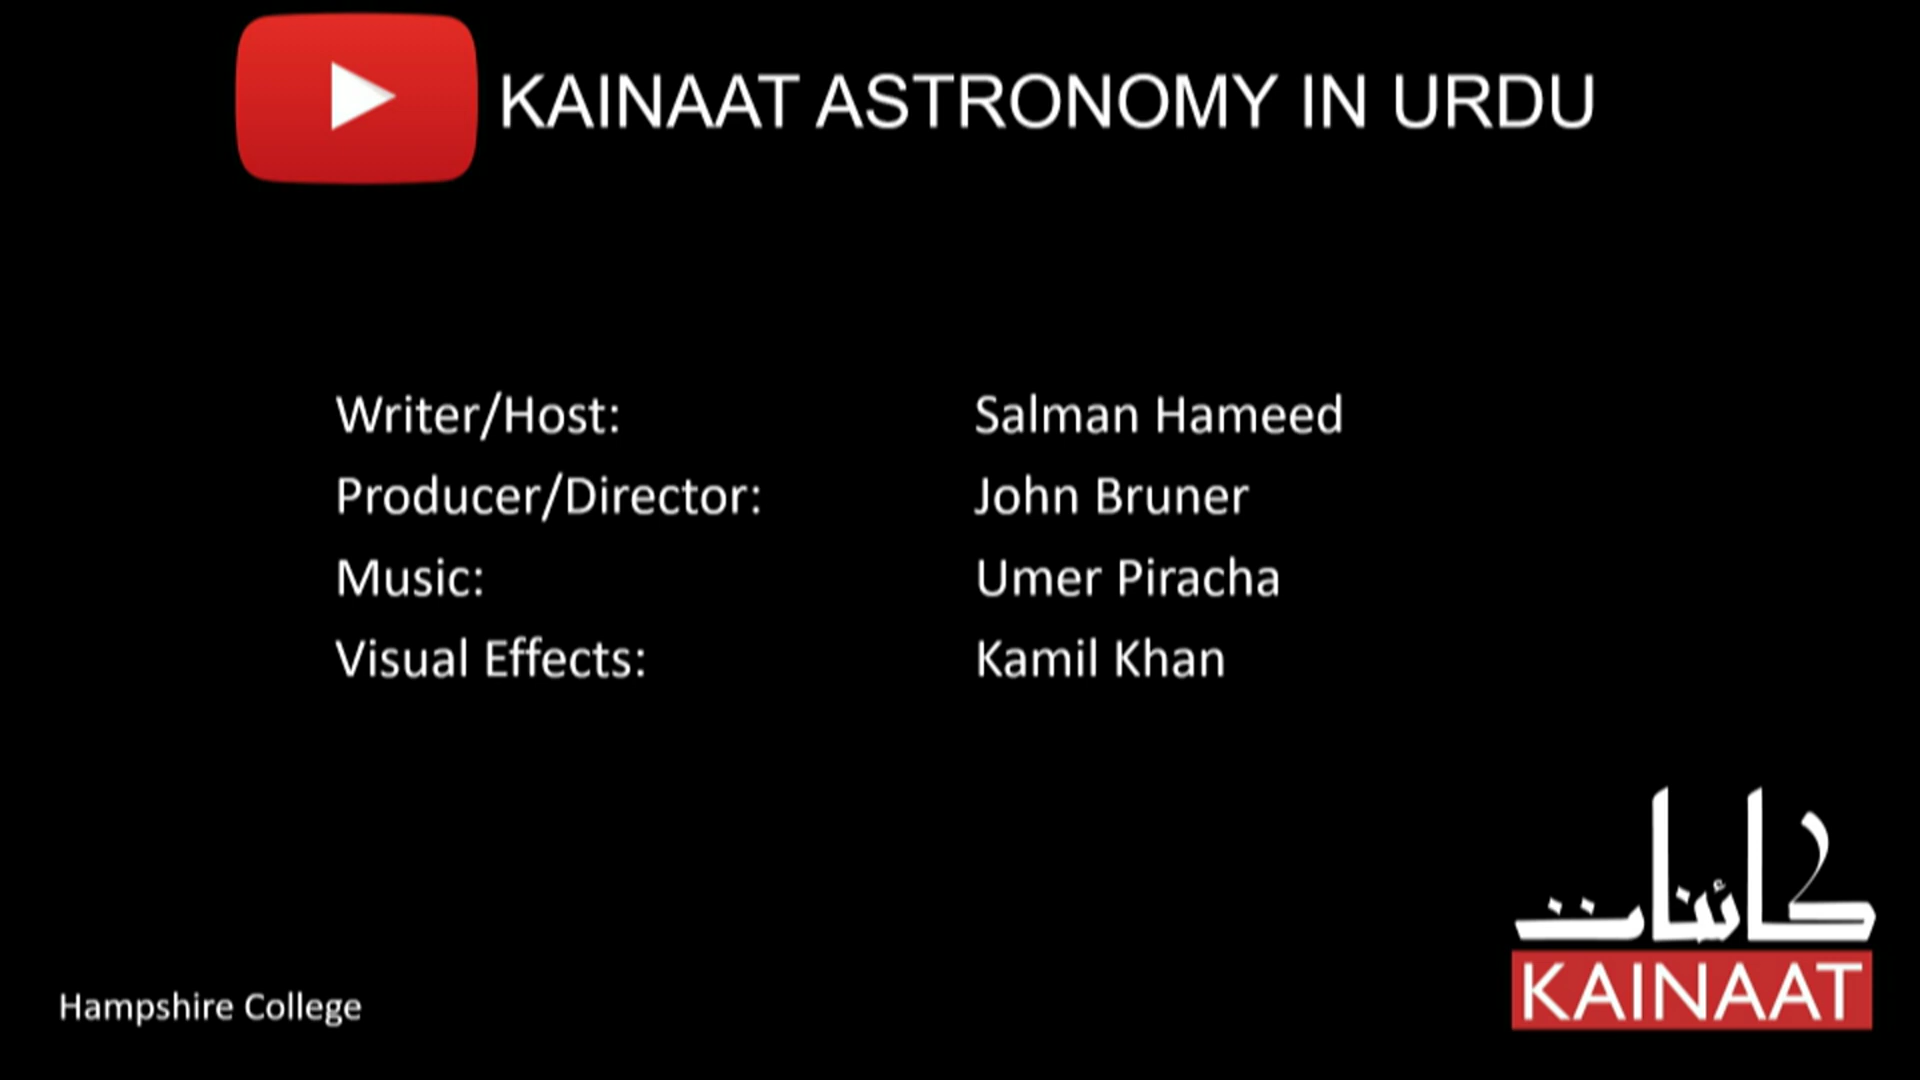 KAINAAT ASTRONOMY IN URDU
Writer/Host: Salman Hameed
Producer/Director: John Bruner
Music: Umer Piracha
Visual Effects: Kamil Khan
کائنات
KAINAAT
Hampshire College